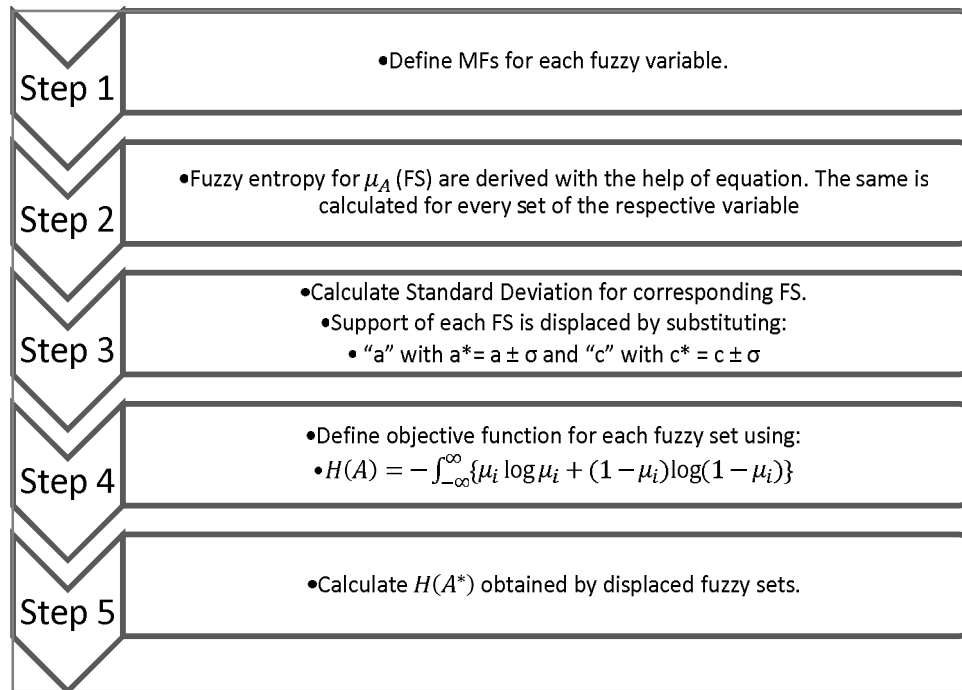 Step 1
•Define MFs for each fuzzy variable.
Step 2
•Fuzzy entropy for μ_A (FS) are derived with the help of equation. The same is
calculated for every set of the respective variable
Step 3
•Calculate Standard Deviation for corresponding FS.
•Support of each FS is displaced by substituting:
• “a” with a*= a ± σ and “c” with c* = c ± σ
Step 4
•Define objective function for each fuzzy set using:
•H(A) = −∫_{−∞}^{∞}{μ_i log μ_i + (1 − μ_i)log(1 − μ_i)}
Step 5
•Calculate H(A*) obtained by displaced fuzzy sets.